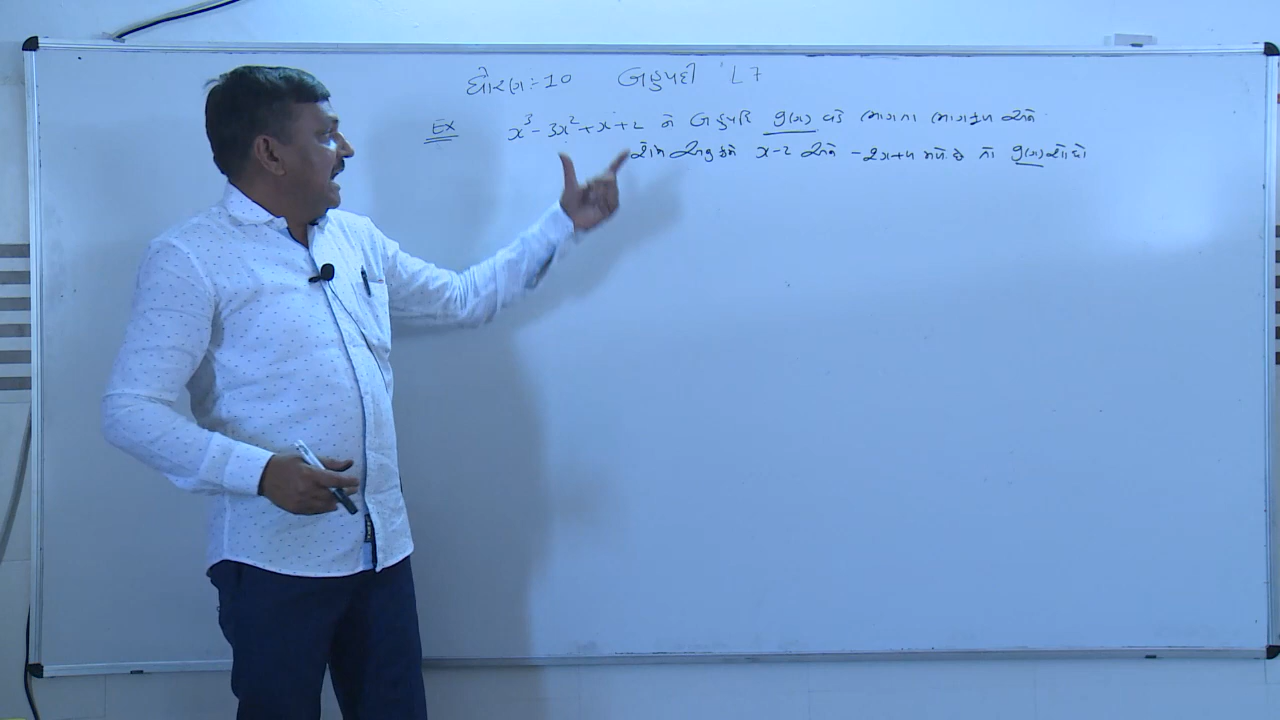 ધોરણ:-10 બહુપદી L7
Ex x³-3x²+x+2 ને બહુપદિ g(x) વડે ભાગતા ભાગફળ અને
શેષ અનુક્રમે x-2 અને -2x+4 મળે છે તો g(x) શોધો